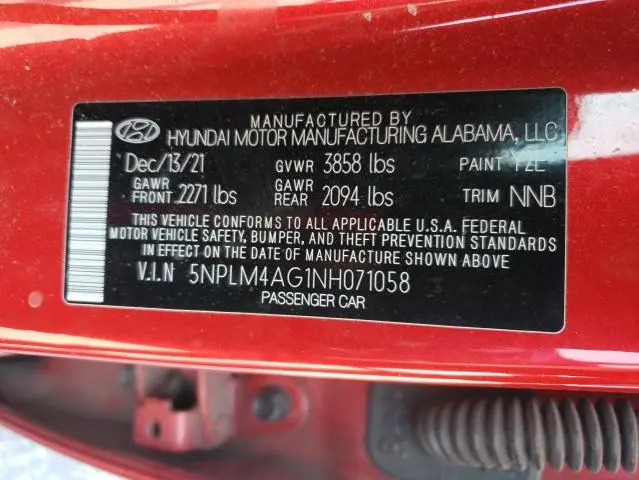 MANUFACTURED BY
HYUNDAI MOTOR MANUFACTURING ALABAMA, LLC
Dec/13/21 GVWR 3858 lbs PAINT
GAWR FRONT 2271 lbs GAWR REAR 2094 lbs TRIM NNB
THIS VEHICLE CONFORMS TO ALL APPLICABLE U.S.A. FEDERAL
MOTOR VEHICLE SAFETY, BUMPER, AND THEFT PREVENTION STANDARDS
IN EFFECT ON THE DATE OF MANUFACTURE SHOWN ABOVE
V.I.N 5NPLM4AG1NH071058
PASSENGER CAR